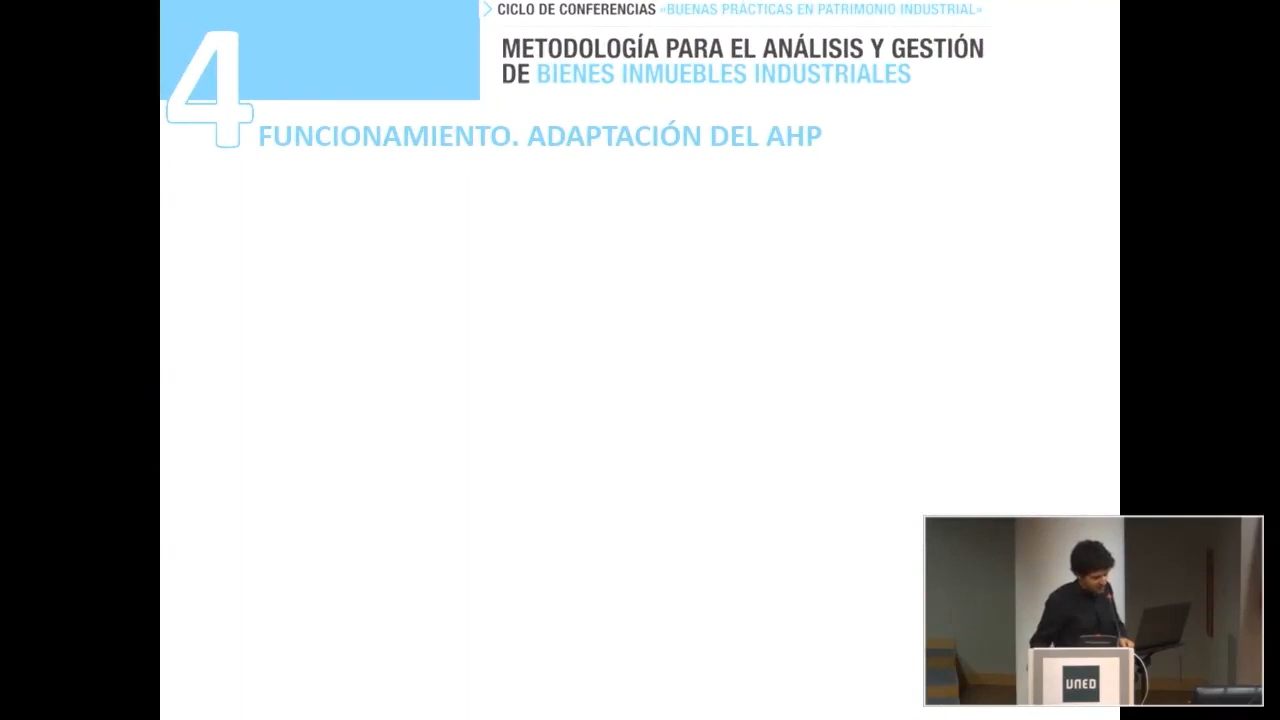 CICLO DE CONFERENCIAS «BUENAS PRÁCTICAS EN PATRIMONIO INDUSTRIAL»
METODOLOGÍA PARA EL ANÁLISIS Y GESTIÓN
DE BIENES INMUEBLES INDUSTRIALES
4
FUNCIONAMIENTO. ADAPTACIÓN DEL AHP
UNED